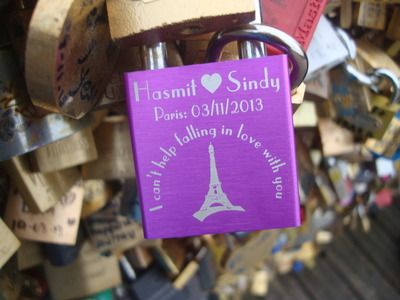 Hasmit ♥ Sindy
Paris: 03/11/2013
I can't help falling in love with you